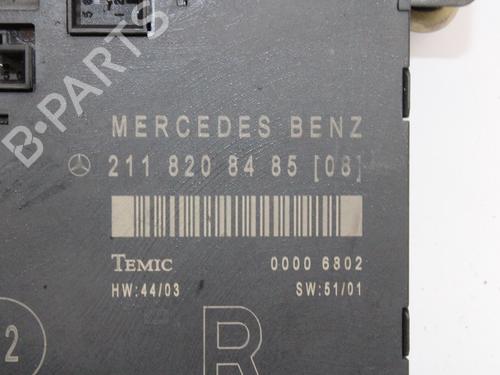 MERCEDES BENZ
211 820 84 85 [08]
TEMIC 0000 6802
HW:44/03 SW:51/01
2
R
B-PARTS